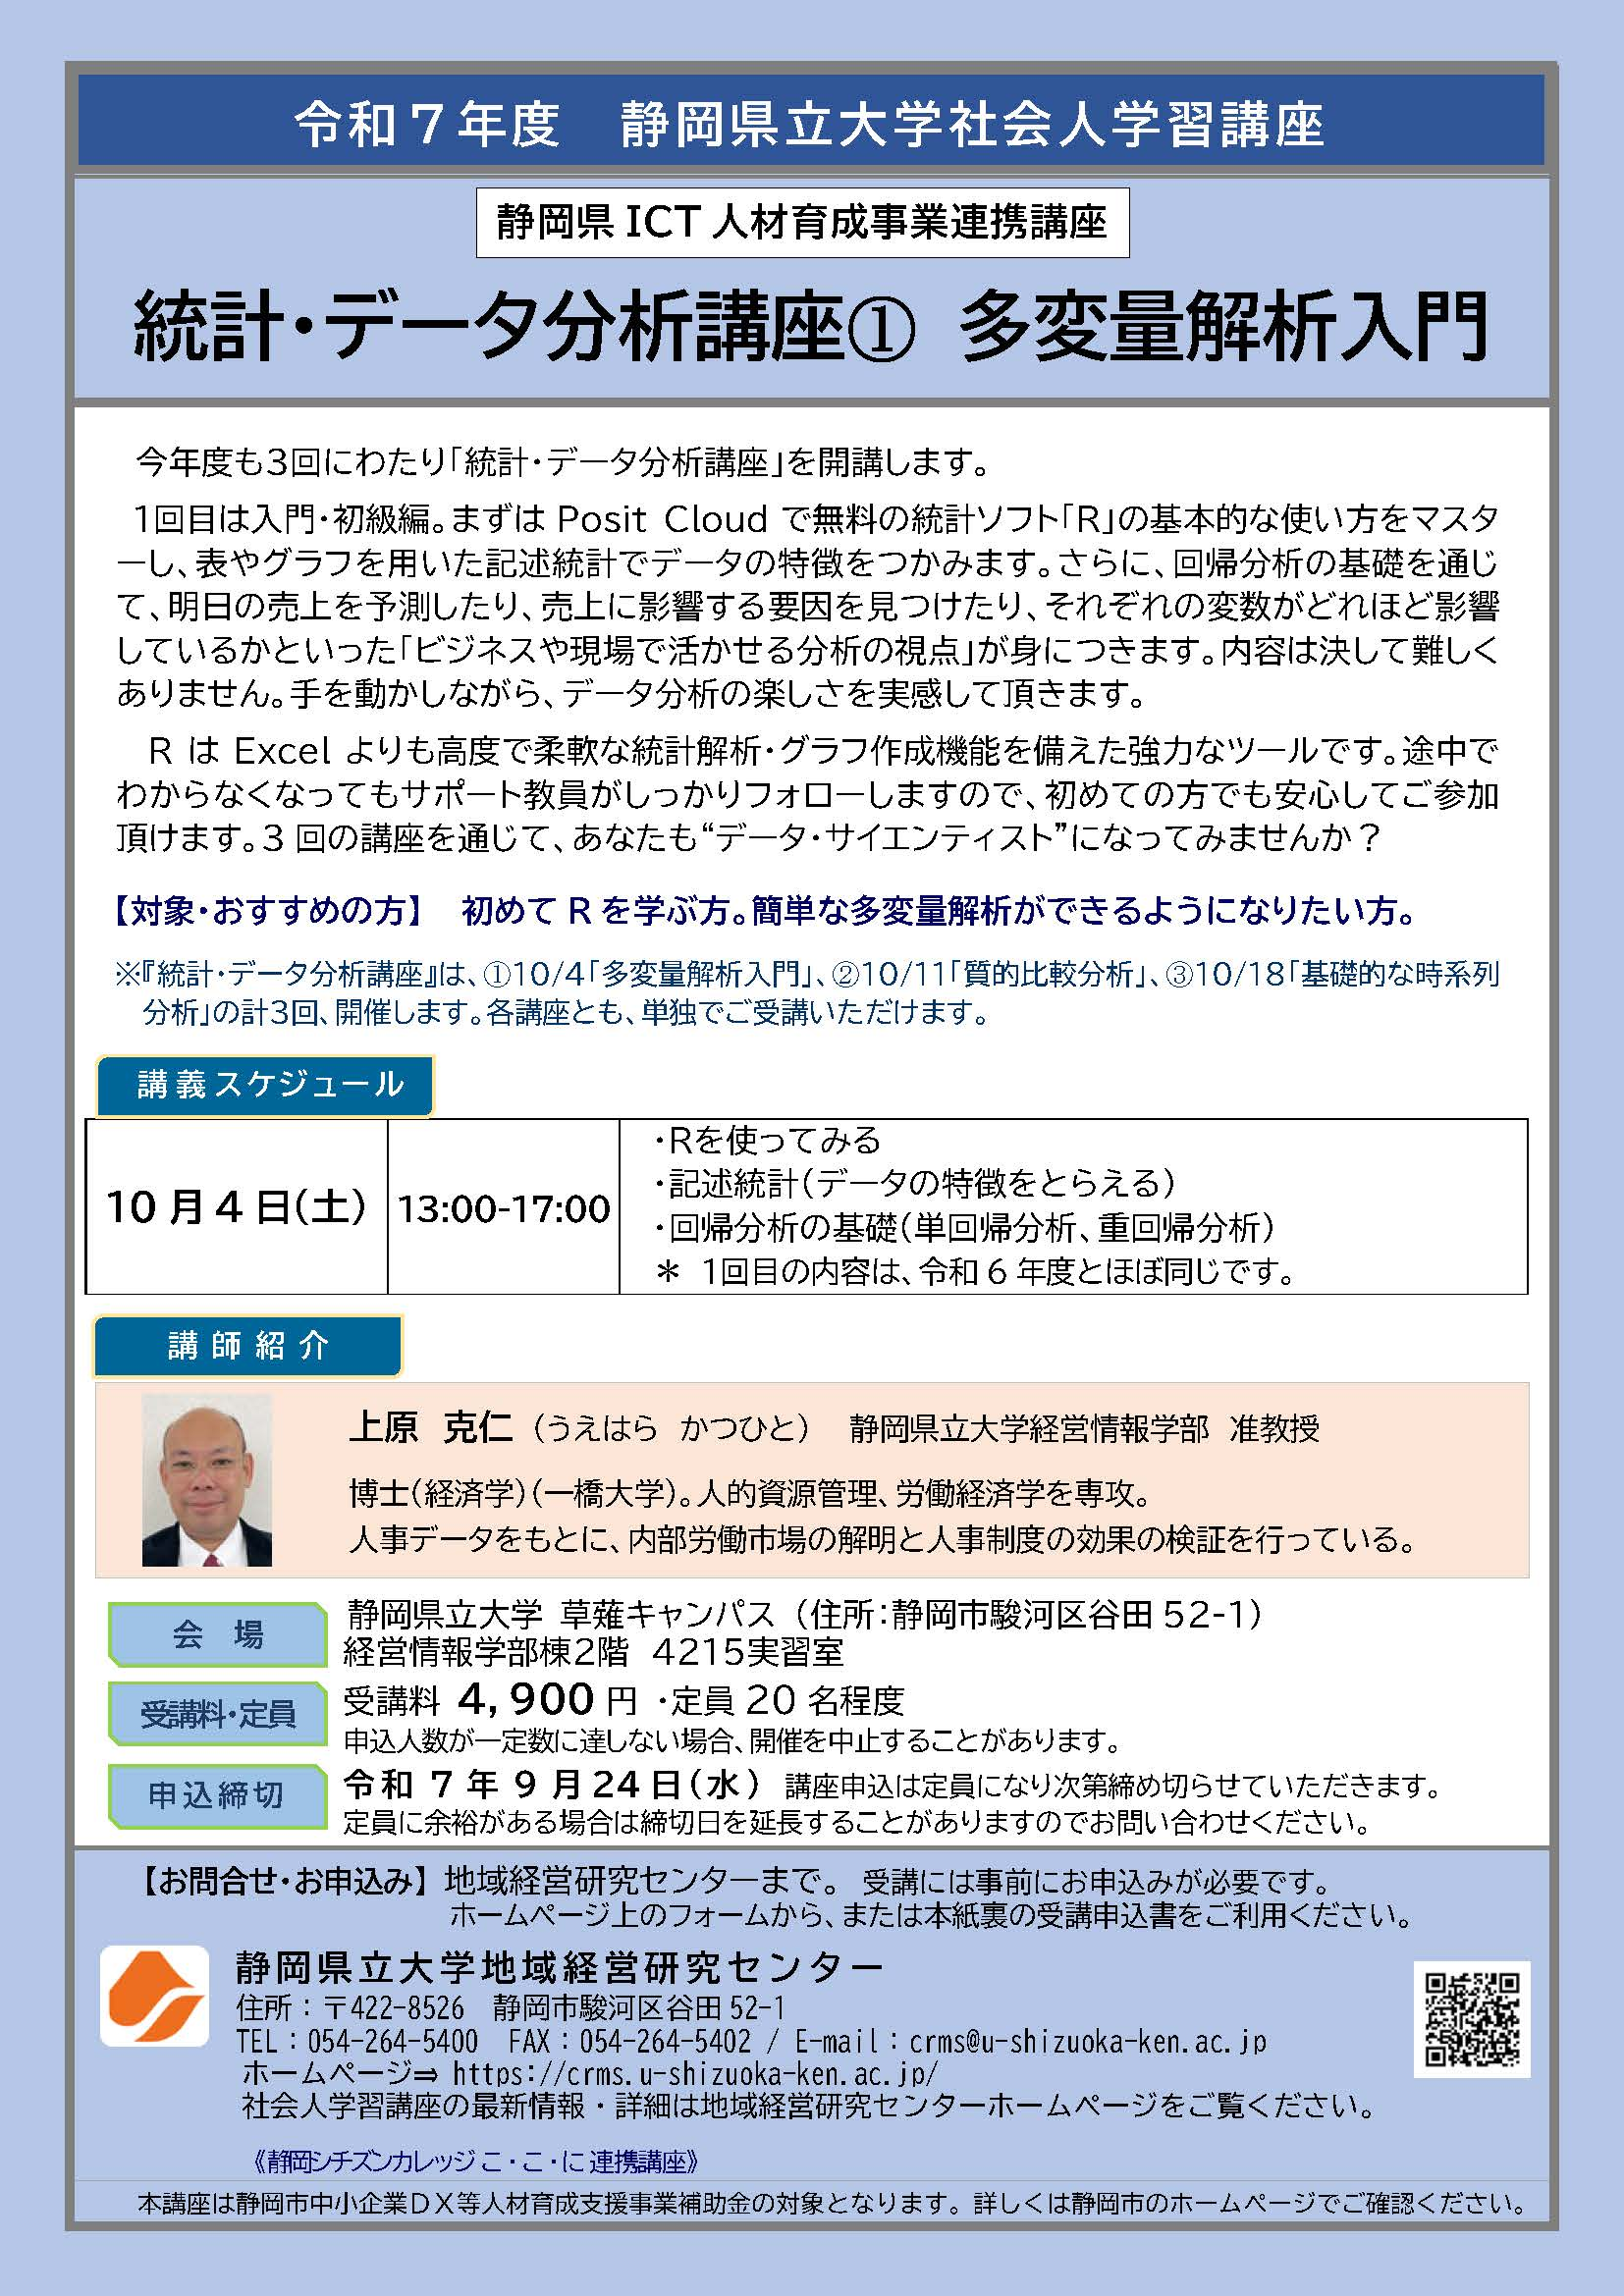 令和７年度　静岡県立大学社会人学習講座
静岡県 ICT 人材育成事業連携講座
統計・データ分析講座①　多変量解析入門
今年度も３回にわたり「統計・データ分析講座」を開講します。
１回目は入門・初級編。まずは Posit Cloud で無料の統計ソフト「R」の基本的な使い方をマスタ
ーし、表やグラフを用いた記述統計でデータの特徴をつかみます。さらに、回帰分析の基礎を通じ
て、明日の売上を予測したり、売上に影響する要因を見つけたり、それぞれの変数がどれほど影響
しているかといった「ビジネスや現場で活かせる分析の視点」が身につきます。内容は決して難しく
ありません。手を動かしながら、データ分析の楽しさを実感して頂きます。
R は Excel よりも高度で柔軟な統計解析・グラフ作成機能を備えた強力なツールです。途中で
わからなくなってもサポート教員がしっかりフォローしますので、初めての方でも安心してご参加
頂けます。３ 回の講座を通じて、あなたも“データ・サイエンティスト”になってみませんか？
【対象・おすすめの方】　初めて R を学ぶ方。簡単な多変量解析ができるようになりたい方。
※『統計・データ分析講座』は、①10/4「多変量解析入門」、②10/11「質的比較分析」、③10/18「基礎的な時系列
分析」の計３回、開催します。各講座とも、単独でご受講いただけます。
講義スケジュール
10 月 4 日（土）
13:00-17:00
・Rを使ってみる
・記述統計（データの特徴をとらえる）
・回帰分析の基礎（単回帰分析、重回帰分析）
＊　１回目の内容は、令和 6 年度とほぼ同じです。
講師紹介
上原　克仁　（うえはら　かつひと）　静岡県立大学経営情報学部　准教授
博士（経済学）（一橋大学）。人的資源管理、労働経済学を専攻。
人事データをもとに、内部労働市場の解明と人事制度の効果の検証を行っている。
会　場
静岡県立大学 草薙キャンパス （住所：静岡市駿河区谷田 52-1）
経営情報学部棟２階　４２１５実習室
受講料・定員
受講料 4,900 円 ・定員 20 名程度
申込人数が一定数に達しない場合、開催を中止することがあります。
申込締切
令和 7 年 9 月 24 日（水） 講座申込は定員になり次第締め切らせていただきます。
定員に余裕がある場合は締切日を延長することがありますのでお問い合わせください。
【お問合せ・お申込み】 地域経営研究センターまで。 受講には事前にお申込みが必要です。
ホームページ上のフォームから、または本紙裏の受講申込書をご利用ください。
静岡県立大学地域経営研究センター
住所：〒422-8526　静岡市駿河区谷田 52-1
TEL：054-264-5400　FAX：054-264-5402 / E-mail：crms@u-shizuoka-ken.ac.jp
ホームページ⇒ https://crms.u-shizuoka-ken.ac.jp/
社会人学習講座の最新情報・詳細は地域経営研究センターホームページをご覧ください。
《静岡シチズンカレッジ こ・こ・に 連携講座》
本講座は静岡市中小企業ＤＸ等人材育成支援事業補助金の対象となります。詳しくは静岡市のホームページでご確認ください。